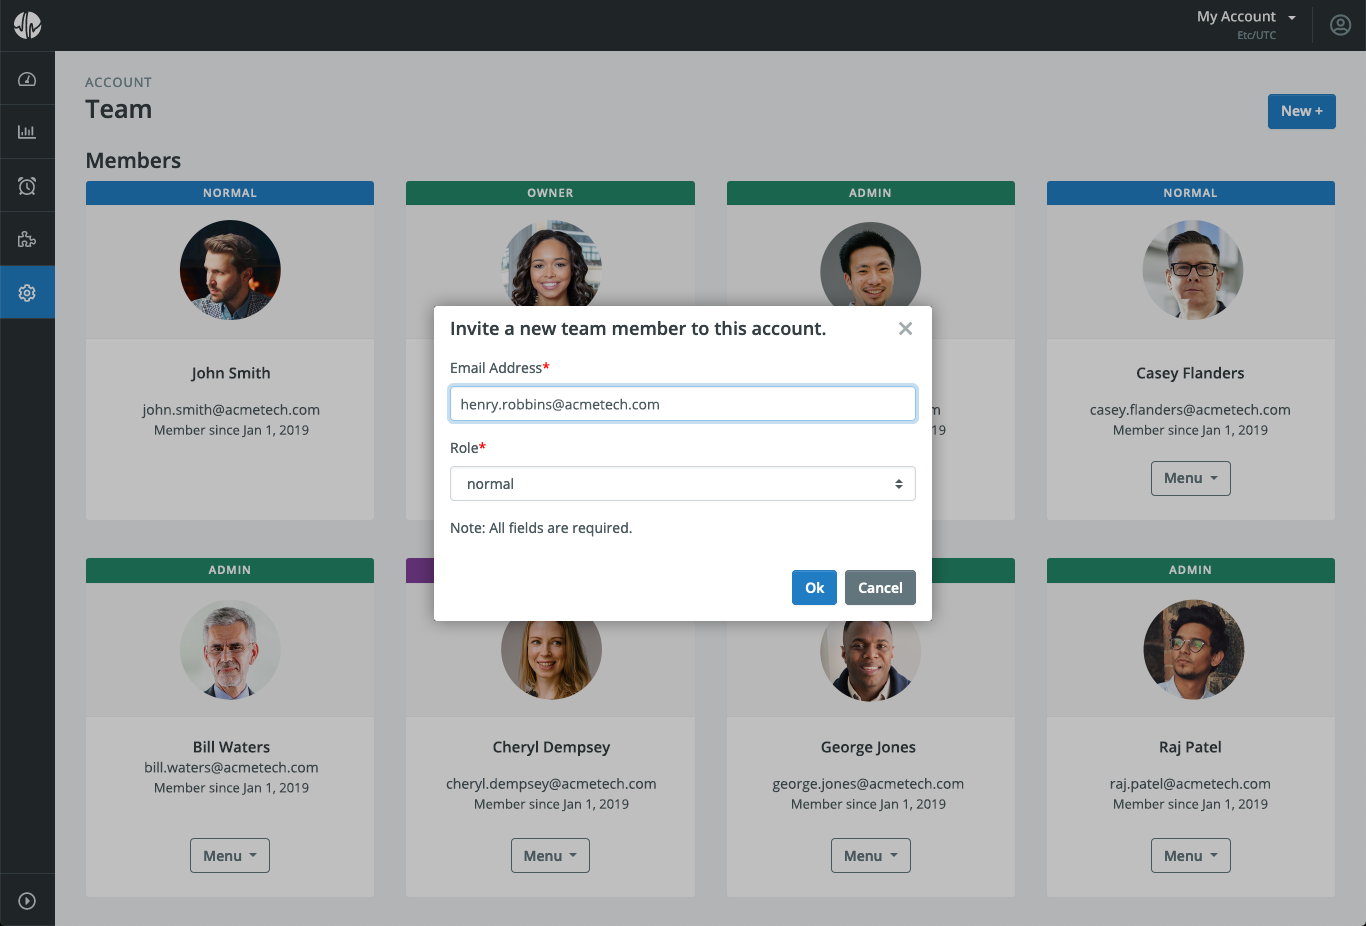 My Account
Etc/UTC
ACCOUNT
Team
New +
Members
NORMAL
OWNER
ADMIN
NORMAL
John Smith
john.smith@acmetech.com
Member since Jan 1, 2019
19
Casey Flanders
casey.flanders@acmetech.com
Member since Jan 1, 2019
Menu
Invite a new team member to this account.
Email Address*
henry.robbins@acmetech.com
Role*
normal
Note: All fields are required.
Ok
Cancel
ADMIN
ADMIN
Bill Waters
bill.waters@acmetech.com
Member since Jan 1, 2019
Menu
Cheryl Dempsey
cheryl.dempsey@acmetech.com
Member since Jan 1, 2019
Menu
George Jones
george.jones@acmetech.com
Member since Jan 1, 2019
Menu
Raj Patel
raj.patel@acmetech.com
Member since Jan 1, 2019
Menu